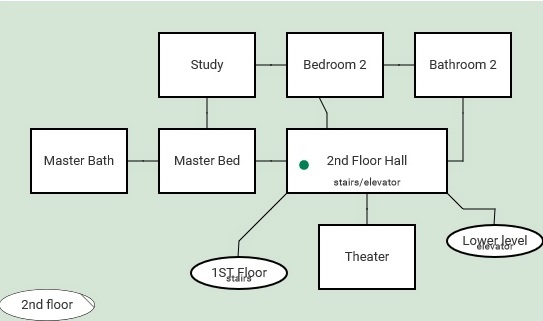 Study
Bedroom 2
Bathroom 2
Master Bath
Master Bed
2nd Floor Hall
stairs/elevator
1ST Floor
stairs
Theater
Lower level
elevator
2nd floor